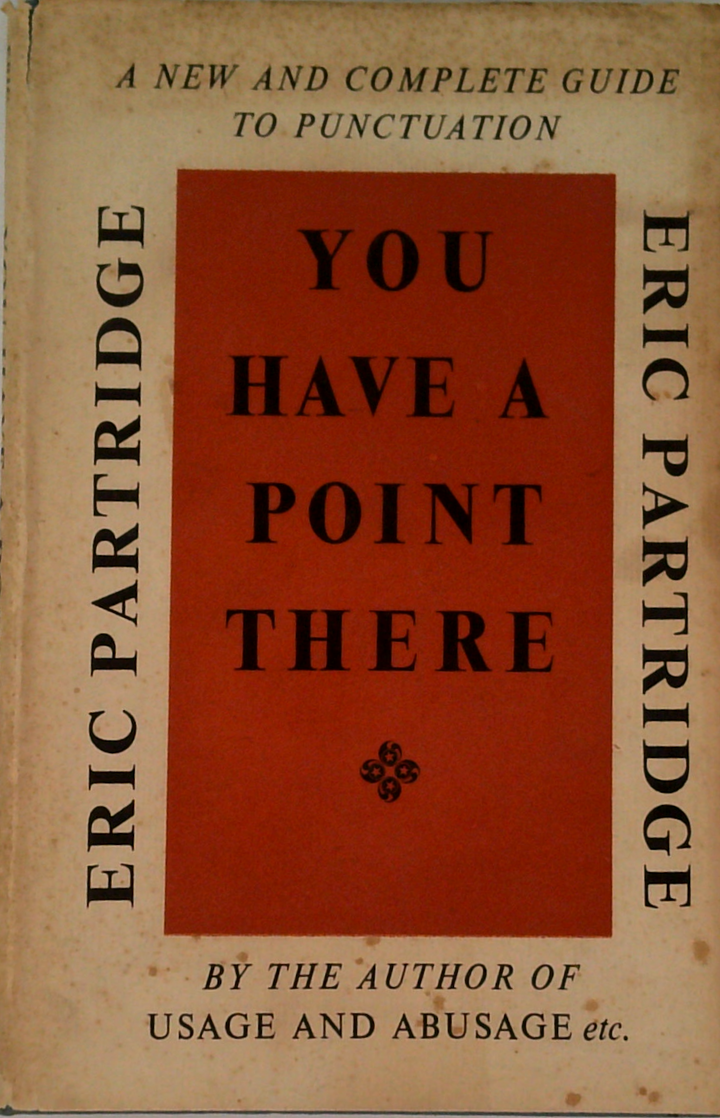 A NEW AND COMPLETE GUIDE
TO PUNCTUATION
ERIC PARTRIDGE
YOU
HAVE A
POINT
THERE
ERIC PARTRIDGE
BY THE AUTHOR OF
USAGE AND ABUSAGE etc.